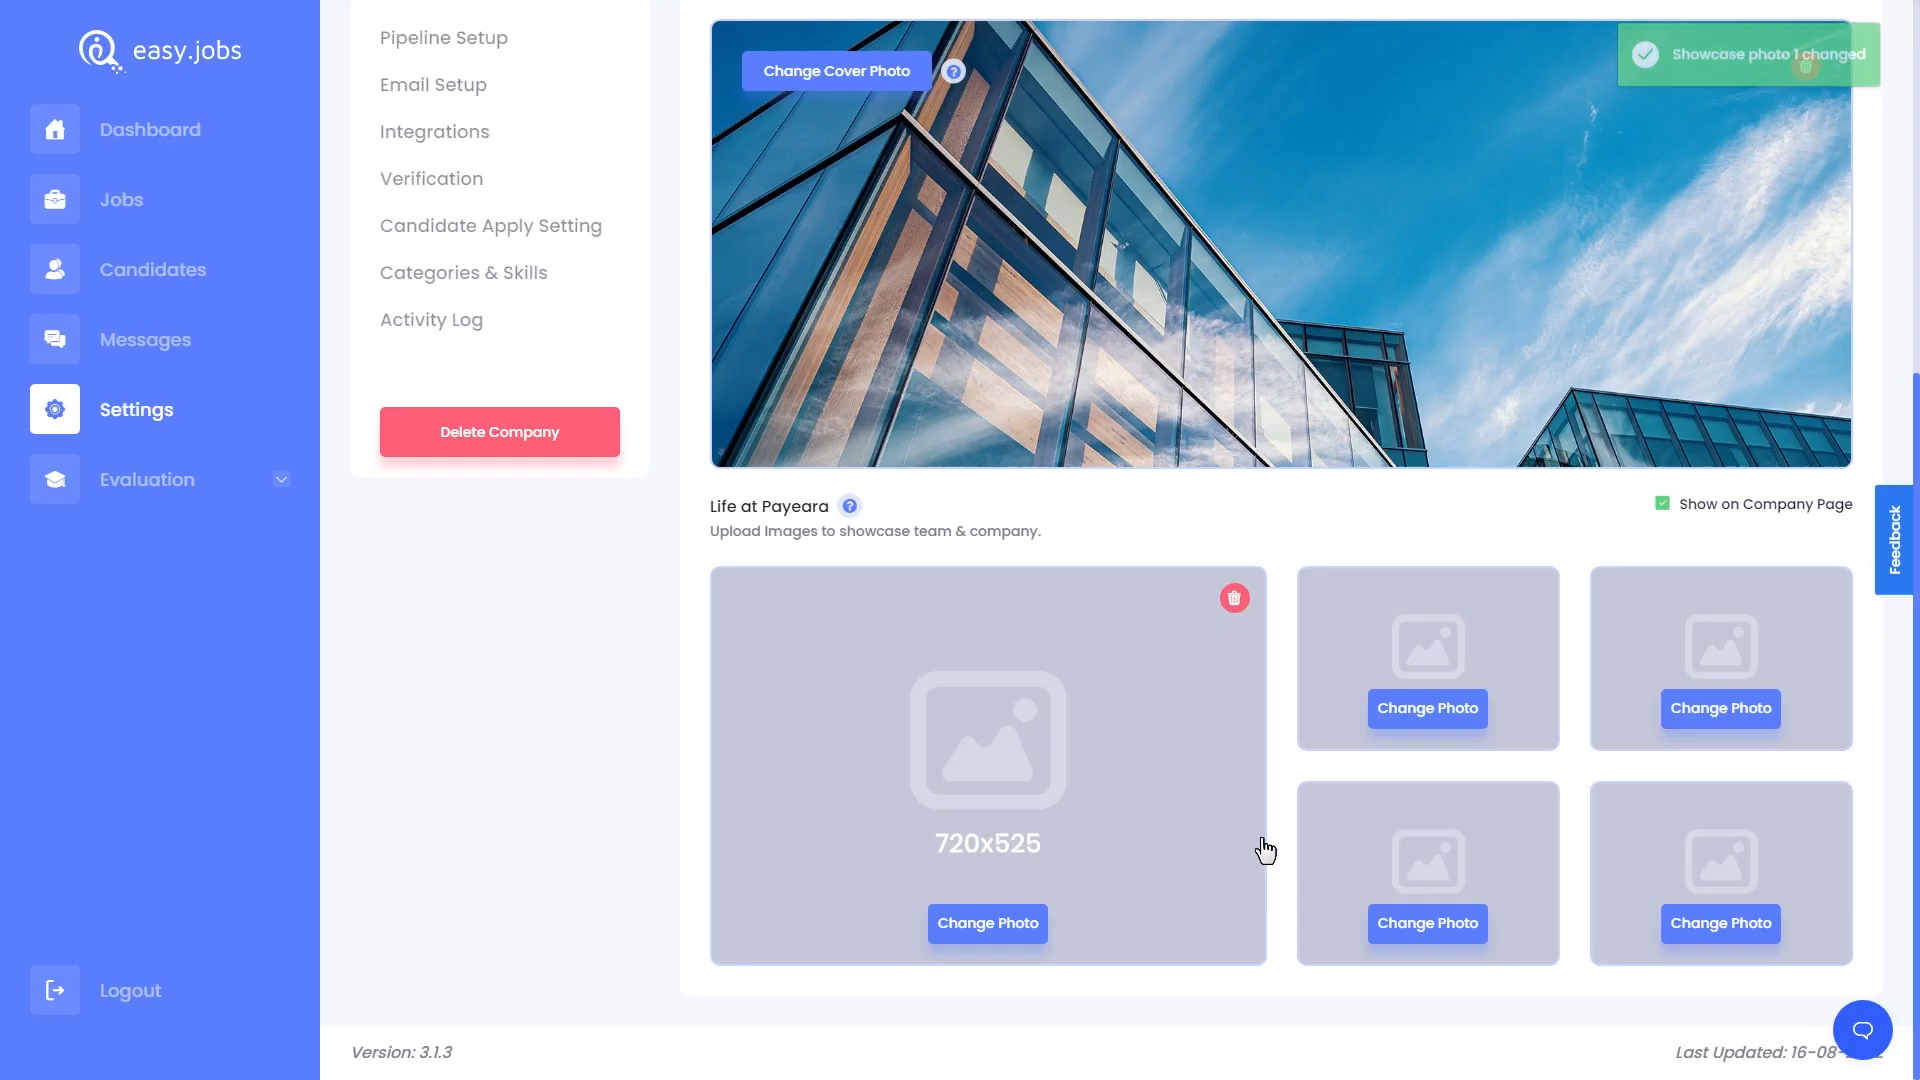 easy.jobs
Dashboard
Jobs
Candidates
Messages
Settings
Evaluation
Logout
Pipeline Setup
Email Setup
Integrations
Verification
Candidate Apply Setting
Categories & Skills
Activity Log
Delete Company
Change Cover Photo
?
Showcase photo 1 changed
Life at Payeara ?
Upload Images to showcase team & company.
Show on Company Page
Feedback
720x525
Change Photo
Change Photo
Change Photo
Change Photo
Change Photo
Version: 3.1.3
Last Updated: 16-08-